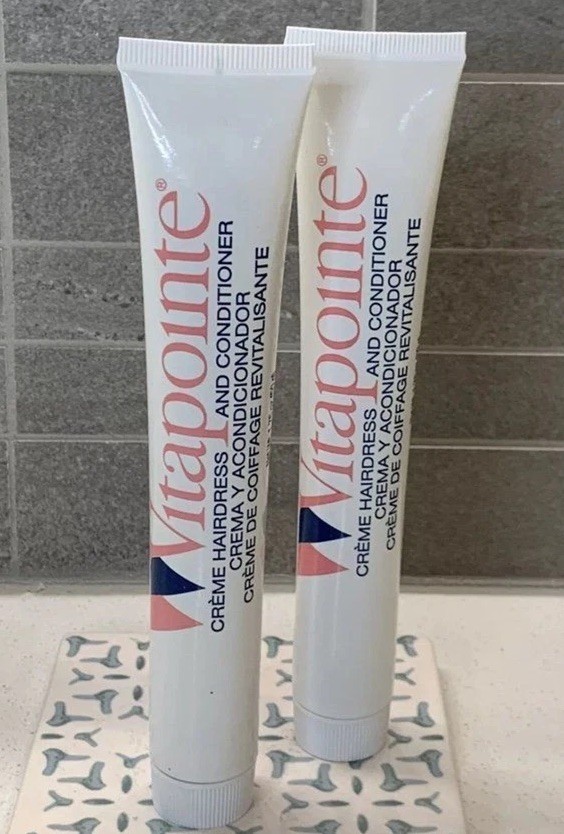 Vitapointe®
CRÈME HAIRDRESS AND CONDITIONER
CREMA Y ACONDICIONADOR
CRÈME DE COIFFAGE REVITALISANTE
Vitapointe®
CRÈME HAIRDRESS AND CONDITIONER
CREMA Y ACONDICIONADOR
CRÈME DE COIFFAGE REVITALISANTE